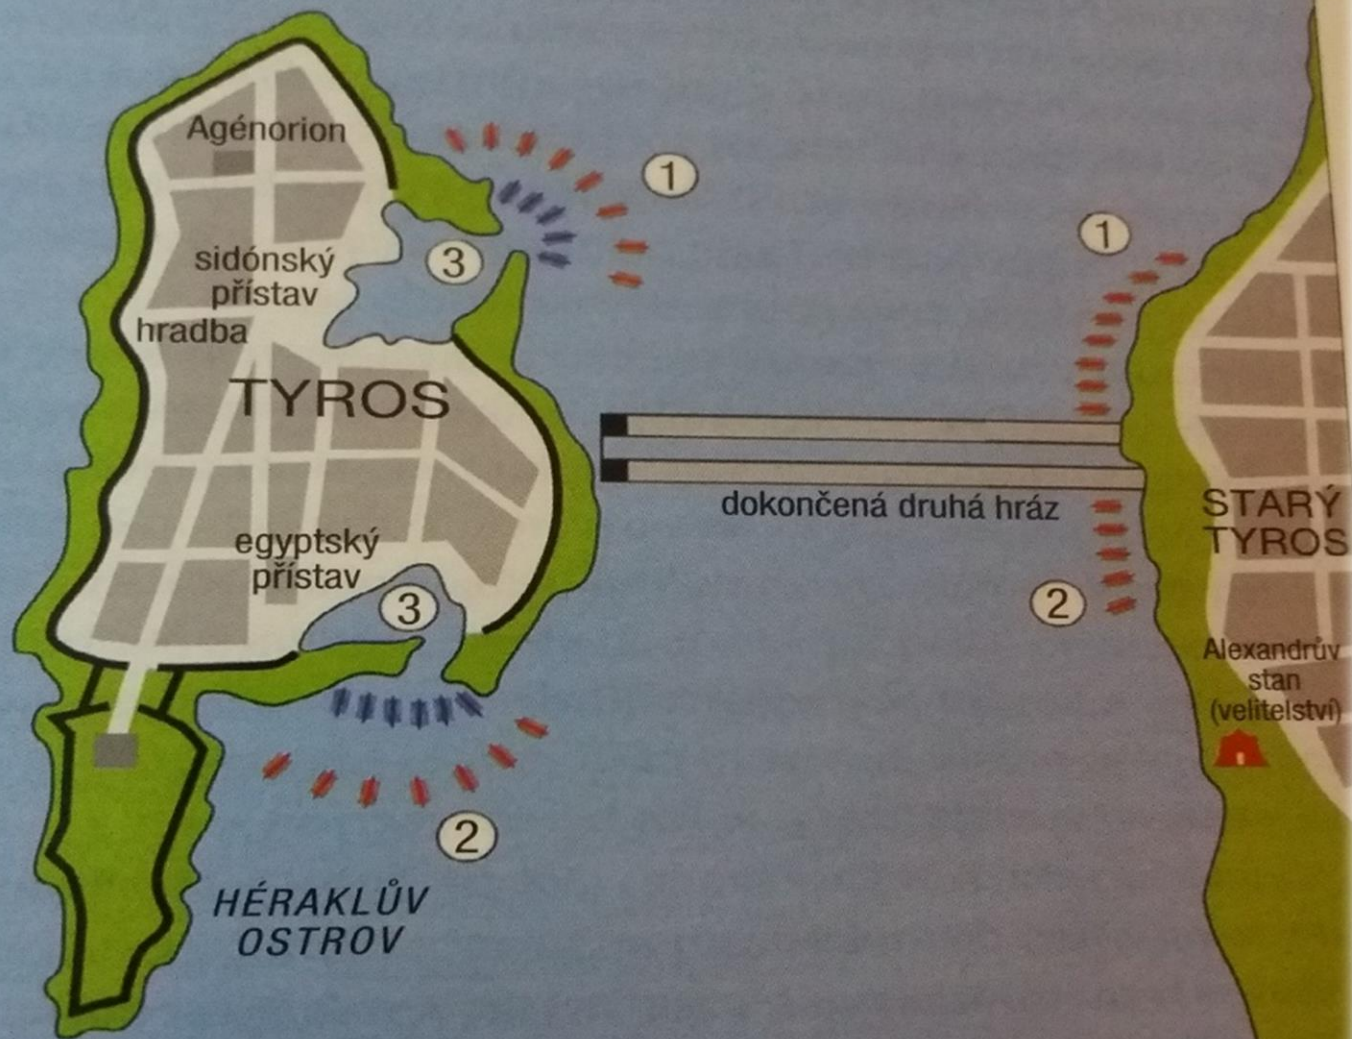 Agénorion
1
1
sidónský
přístav
3
hradba
TYROS
dokončená druhá hráz
STARÝ
TYROS
egyptský
přístav
3
2
Alexandrův
stan
(velitelství)
2
HÉRAKLŮV
OSTROV